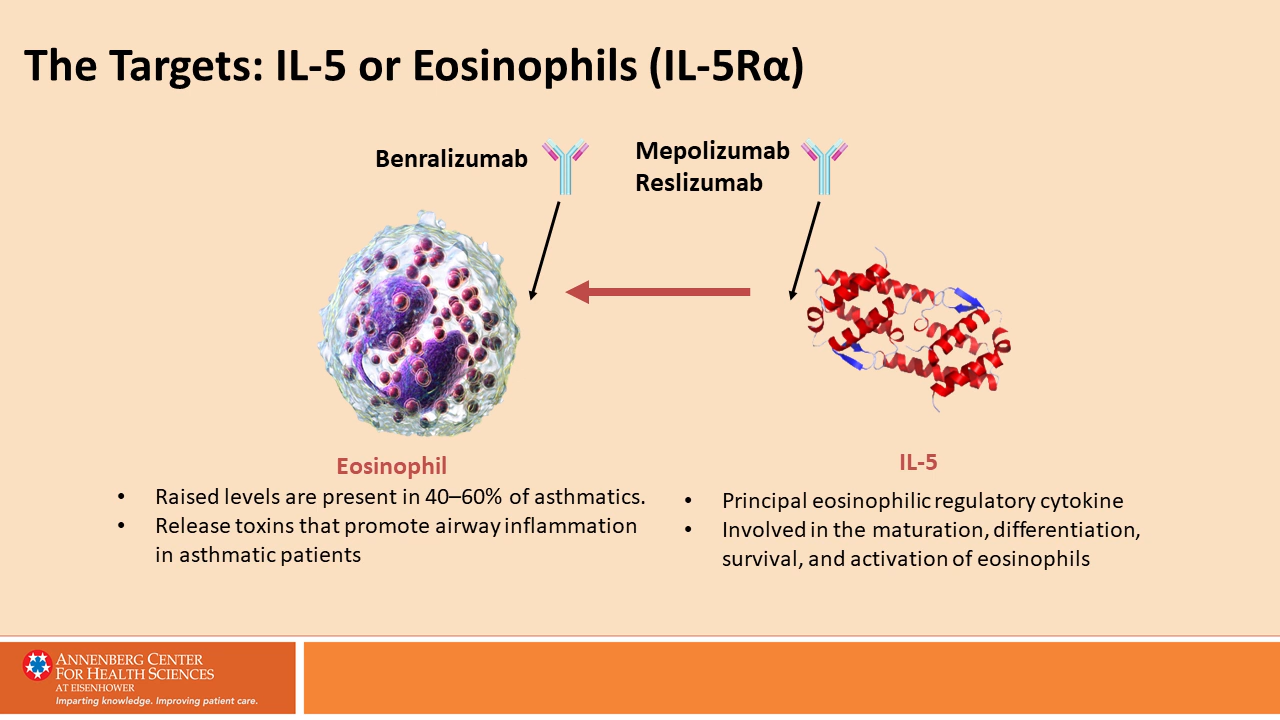 The Targets: IL-5 or Eosinophils (IL-5Rα)
Benralizumab
Mepolizumab
Reslizumab
Eosinophil
• Raised levels are present in 40–60% of asthmatics.
• Release toxins that promote airway inflammation
in asthmatic patients
IL-5
• Principal eosinophilic regulatory cytokine
• Involved in the maturation, differentiation,
survival, and activation of eosinophils
ANNENBERG CENTER
FOR HEALTH SCIENCES
AT EISENHOWER
Imparting knowledge. Improving patient care.